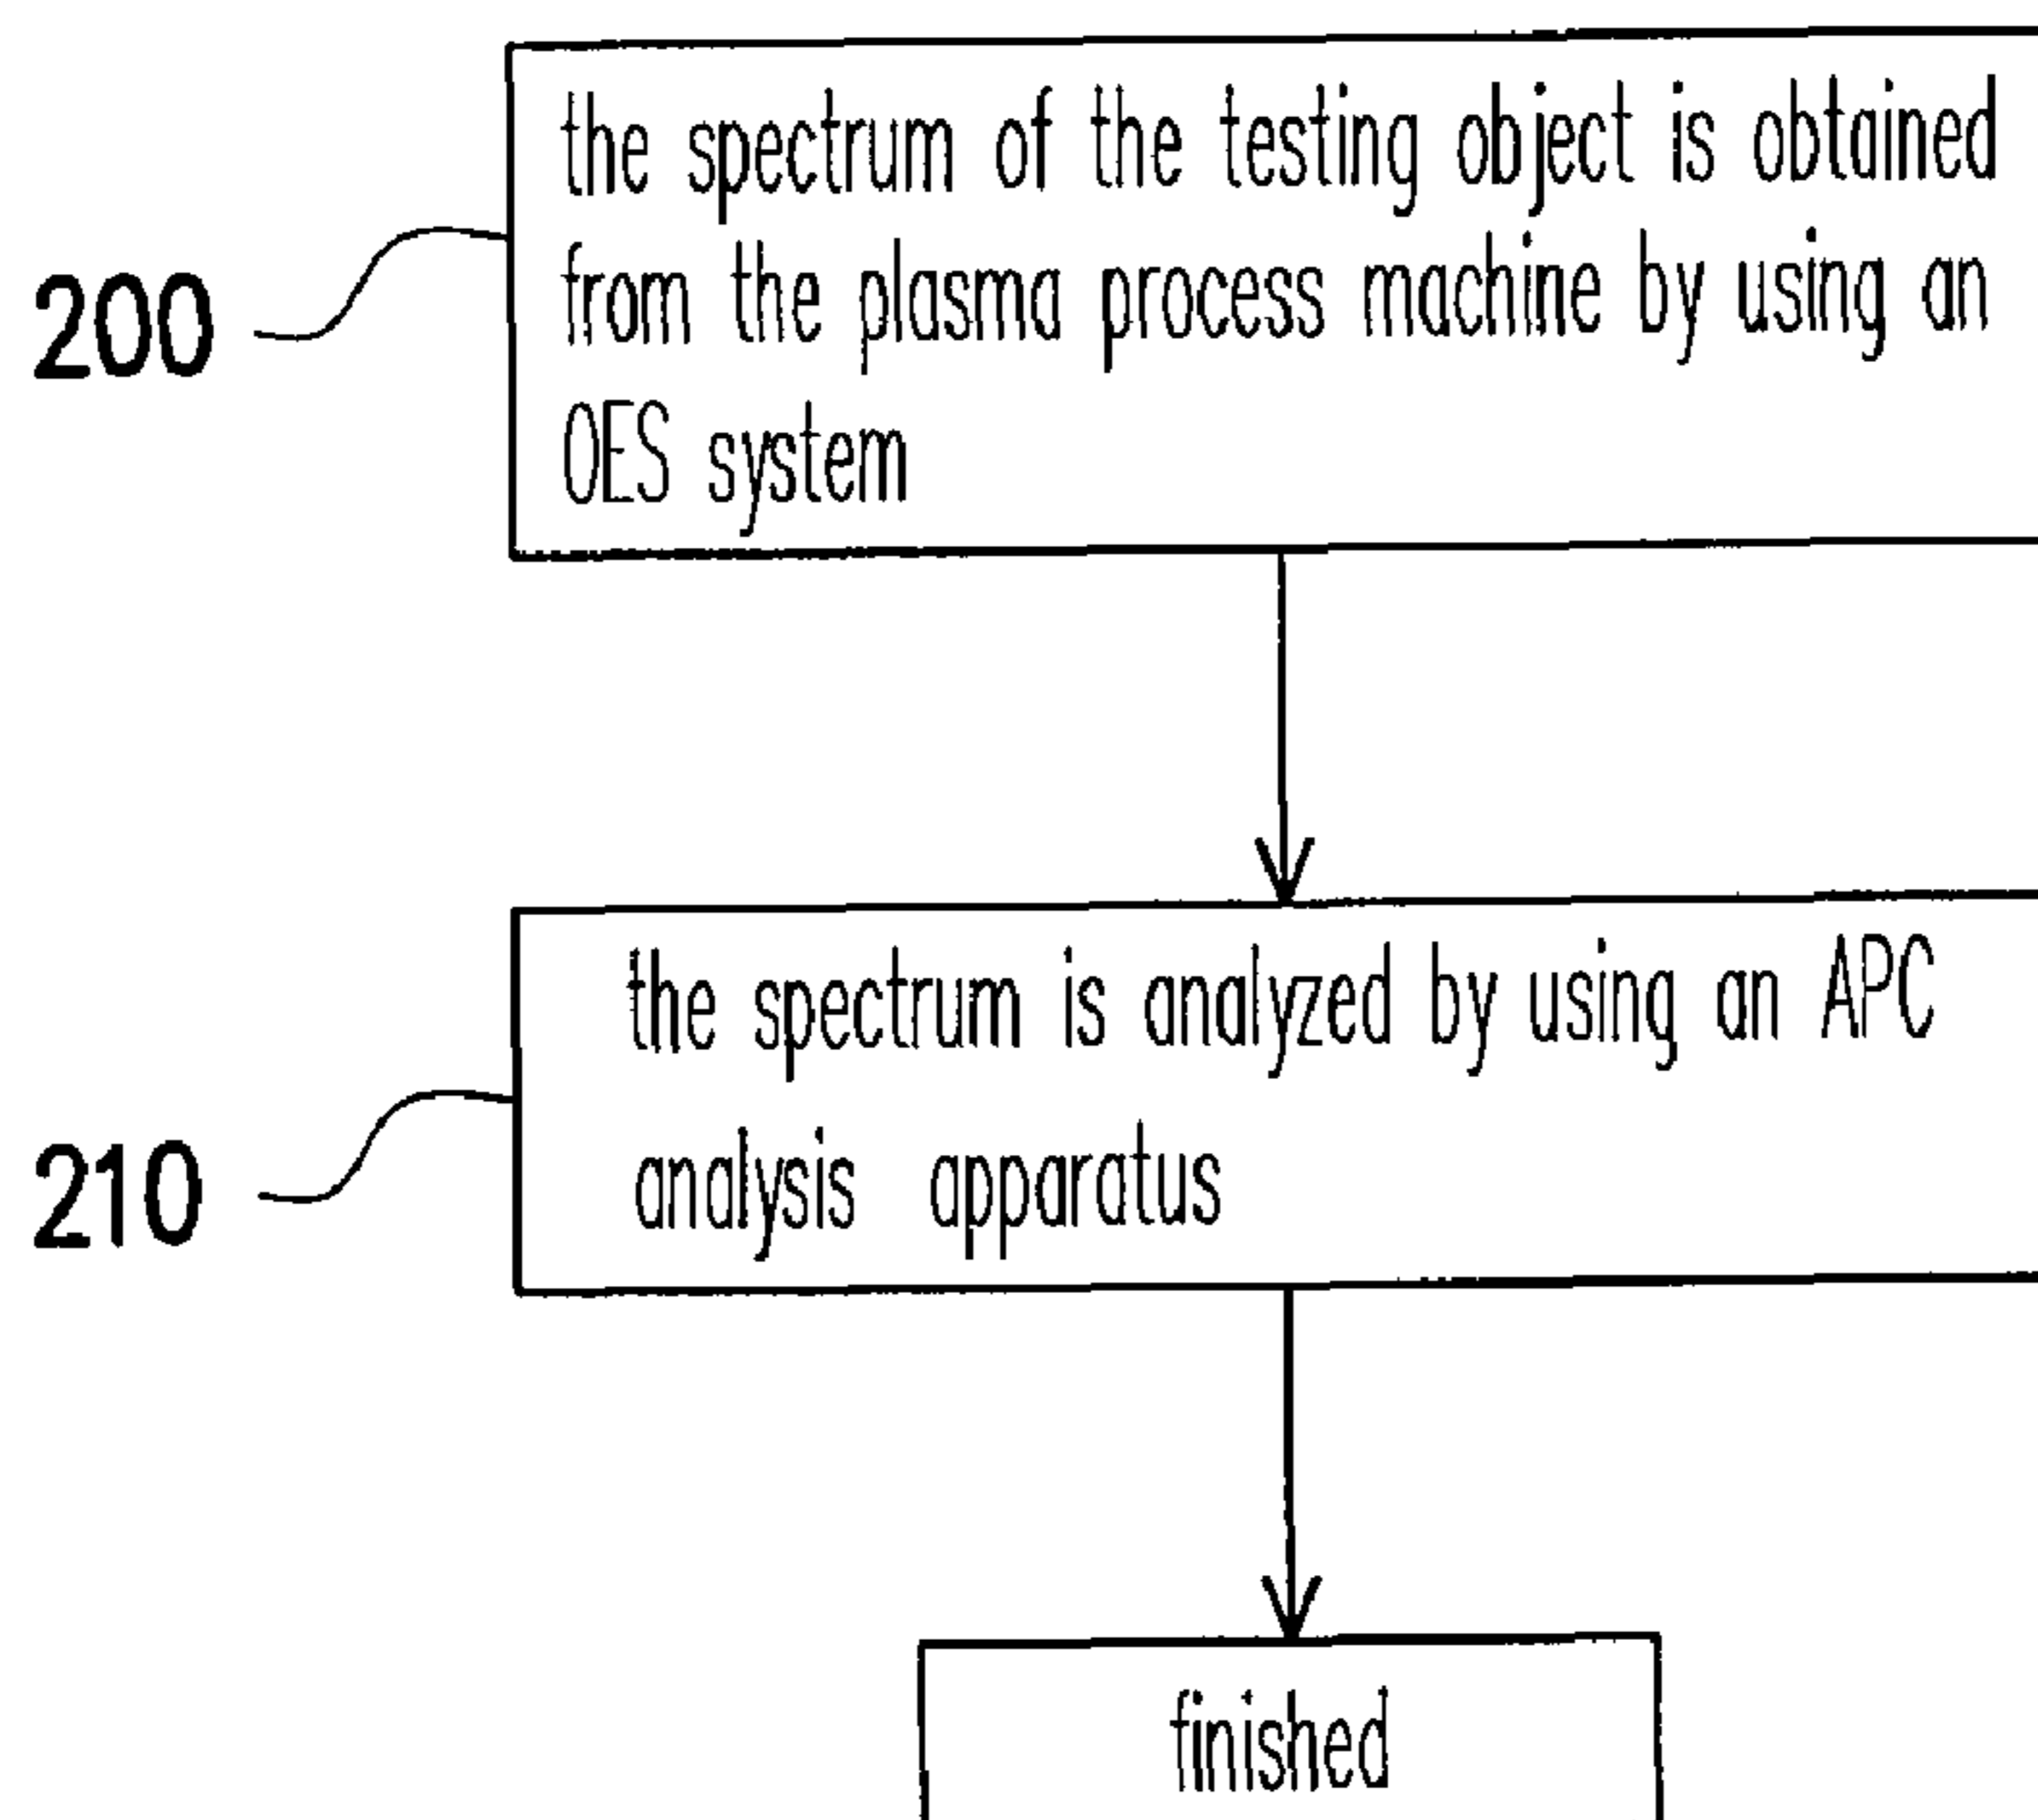 the spectrum of the testing object is obtained
200
from the plasma process machine by using an
OES system
the spectrum is analyzed by using an APC
210
analysis apparatus
finished